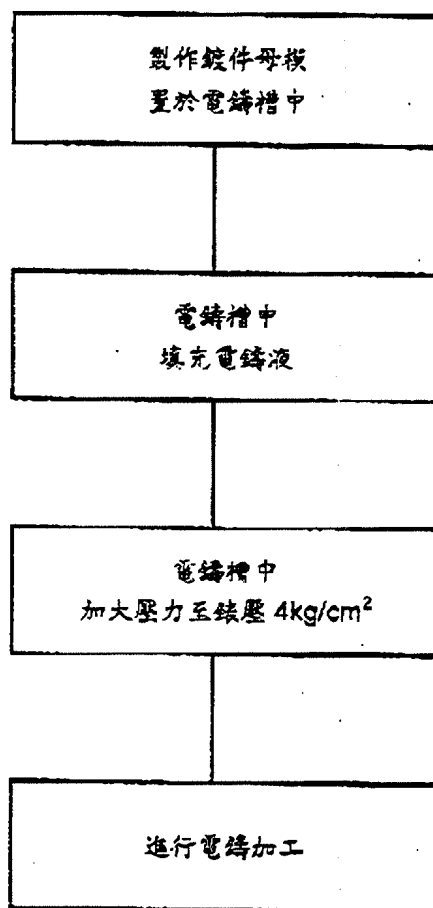 製作鍍件母模
置於電鑄槽中
電鑄槽中
填充電鑄液
電鑄槽中
加大壓力至錶壓 4kg/cm²
進行電鑄加工